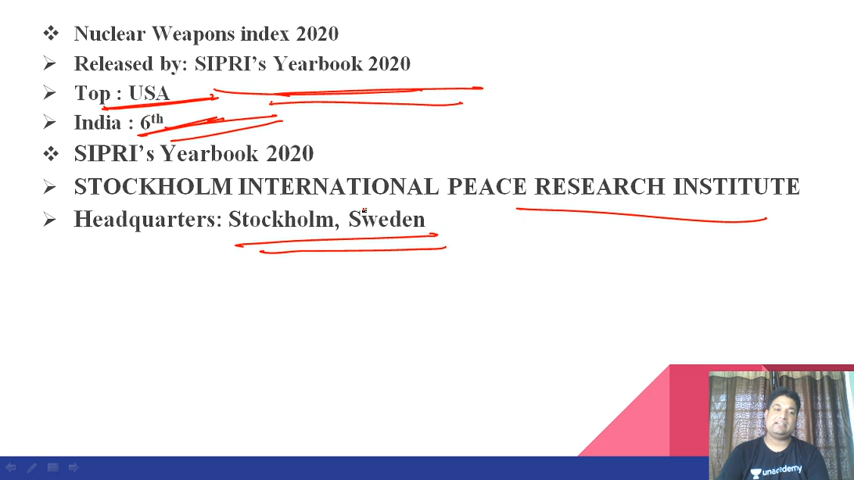 Nuclear Weapons index 2020
Released by: SIPRI's Yearbook 2020
Top : USA
India : 6th
SIPRI's Yearbook 2020
STOCKHOLM INTERNATIONAL PEACE RESEARCH INSTITUTE
Headquarters: Stockholm, Sweden
unacademy